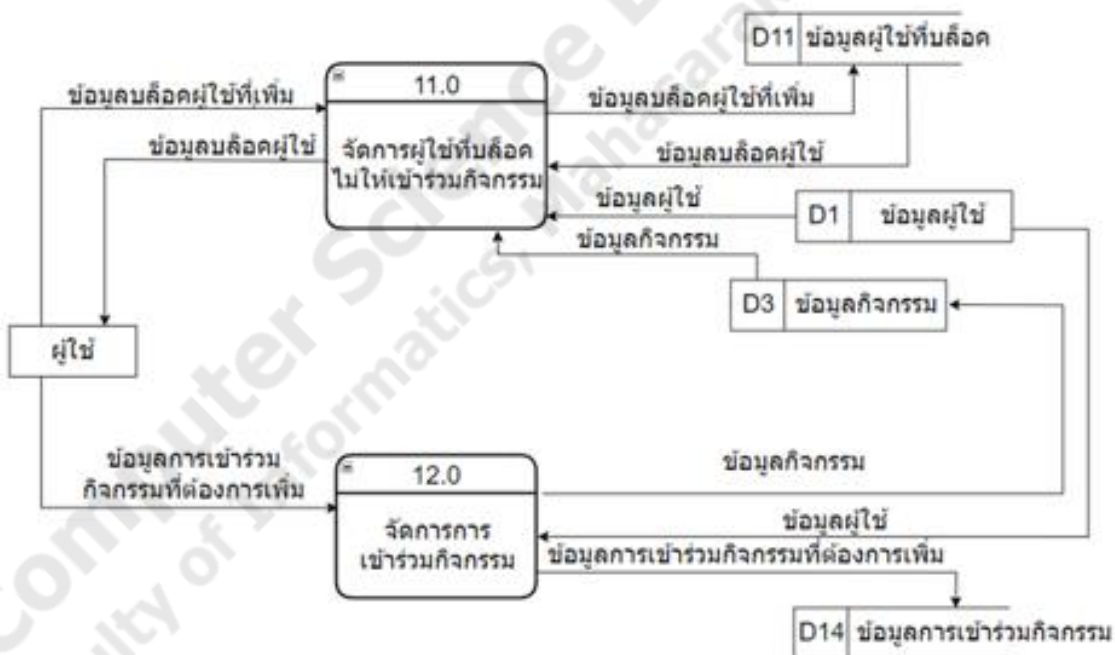 D11 ข้อมูลผู้ใช้ที่บล็อค
11.0
ข้อมูลบล็อคผู้ใช้ที่เพิ่ม
ข้อมูลบล็อคผู้ใช้ที่เพิ่ม
ข้อมูลบล็อคผู้ใช้
จัดการผู้ใช้ที่บล็อค
ไม่ให้เข้าร่วมกิจกรรม
ข้อมูลบล็อคผู้ใช้
ข้อมูลผู้ใช้
D1 ข้อมูลผู้ใช้
ข้อมูลกิจกรรม
D3 ข้อมูลกิจกรรม
ผู้ใช้
ข้อมูลการเข้าร่วม
กิจกรรมที่ต้องการเพิ่ม
12.0
ข้อมูลกิจกรรม
จัดการการ
เข้าร่วมกิจกรรม
ข้อมูลผู้ใช้
ข้อมูลการเข้าร่วมกิจกรรมที่ต้องการเพิ่ม
D14 ข้อมูลการเข้าร่วมกิจกรรม
Computer Science
ulty of Informatics, Mahasarak